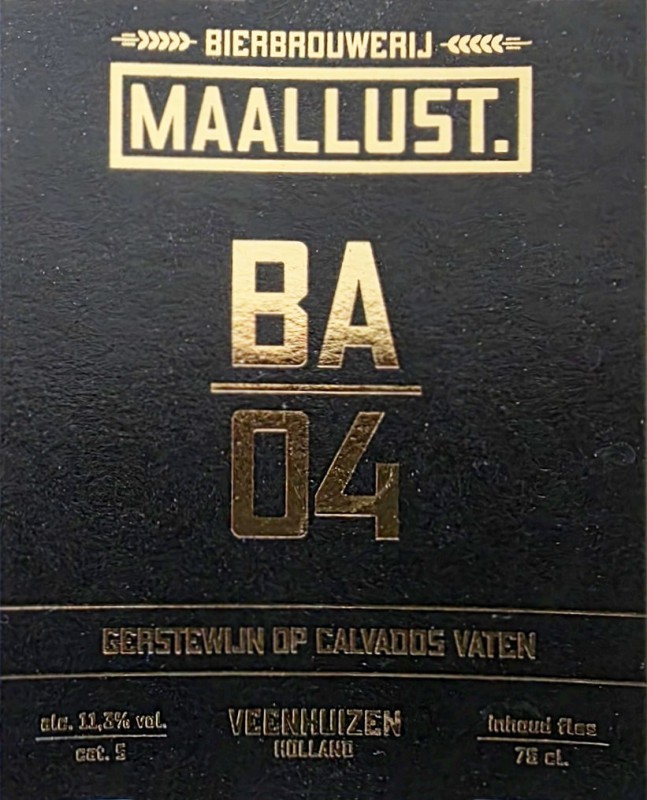 BIERBROUWERIJ
MAALLUST.
BA
04
GERSTEWIJN OP CALVADOS VATEN
alc. 11,3% vol.
cat. S
VEENHUIZEN
HOLLAND
inhoud fles
75 cl.